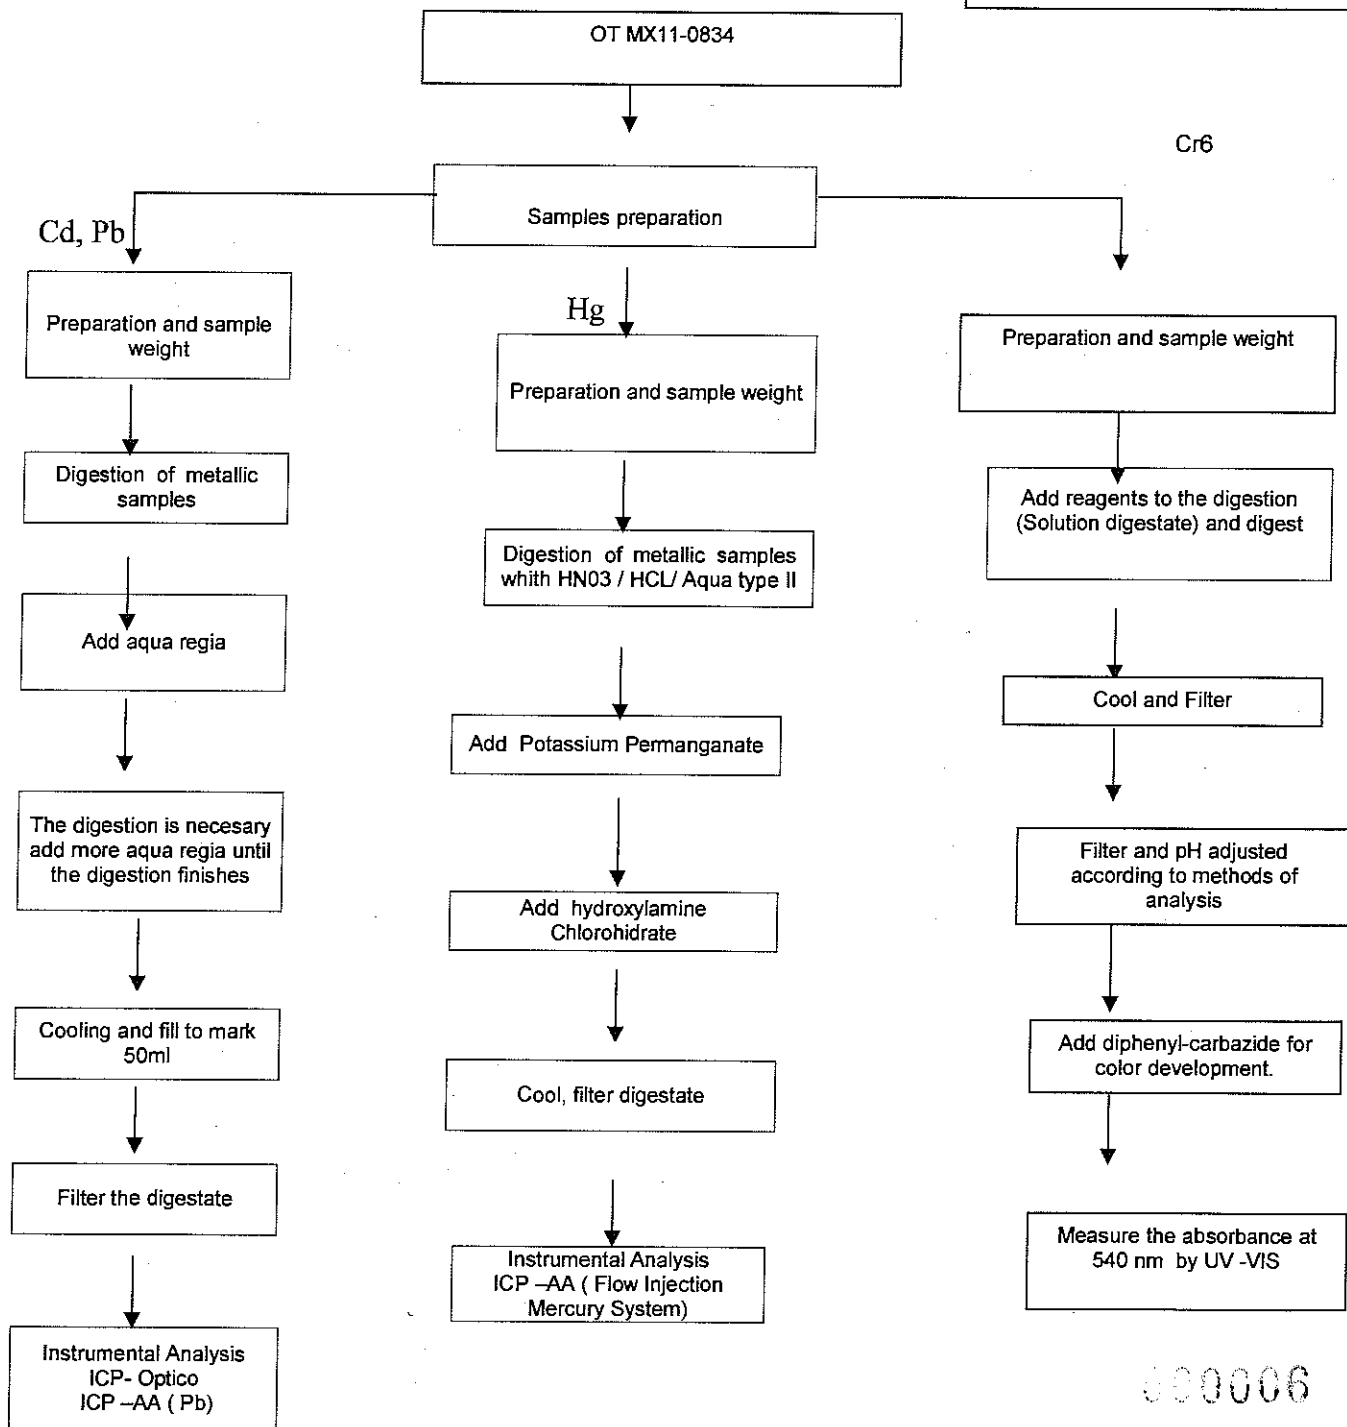 OT MX11-0834
Cr6
Samples preparation
Cd, Pb
Preparation and sample
weight
Digestion of metallic
samples
Add aqua regia
The digestion is necesary
add more aqua regia until
the digestion finishes
Cooling and fill to mark
50ml
Filter the digestate
Instrumental Analysis
ICP- Optico
ICP –AA ( Pb)
Hg
Preparation and sample weight
Digestion of metallic samples
whith HN03 / HCL/ Aqua type II
Add Potassium Permanganate
Add hydroxylamine
Chlorohidrate
Cool, filter digestate
Instrumental Analysis
ICP –AA ( Flow Injection
Mercury System)
Preparation and sample weight
Add reagents to the digestion
(Solution digestate) and digest
Cool and Filter
Filter and pH adjusted
according to methods of
analysis
Add diphenyl-carbazide for
color development.
Measure the absorbance at
540 nm by UV -VIS
000006